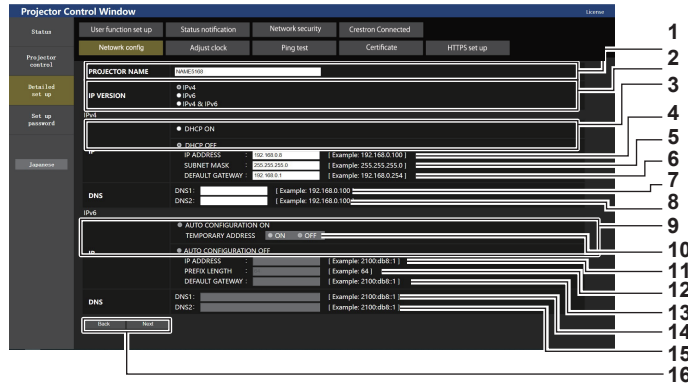 Projector Control Window
License
Status
User function set up
Status notification
Network security
Crestron Connected
Netowrk config
Adjust clock
Ping test
Certificate
HTTPS set up
Projector control
Detailed set up
Set up password
Japanese
PROJECTOR NAME
NAME5168
IP VERSION
IPv4
IPv6
IPv4 & IPv6
IPv4
IP
DHCP ON
DHCP OFF
IP ADDRESS : 192.168.0.8 [ Example: 192.168.0.100 ]
SUBNET MASK : 255.255.255.0 [ Example: 255.255.255.0 ]
DEFAULT GATEWAY : 192.168.0.1 [ Example: 192.168.0.254 ]
DNS
DNS1: [ Example: 192.168.0.100
DNS2: [ Example: 192.168.0.100
IPv6
IP
AUTO CONFIGURATION ON
TEMPORARY ADDRESS : ON OFF
AUTO CONFIGURATION OFF
IP ADDRESS : [ Example: 2100:db8::1 ]
PREFIX LENGTH : [ Example: 64 ]
DEFAULT GATEWAY : [ Example: 2100:db8::1 ]
DNS
DNS1: [ Example: 2100:db8::1 ]
DNS2: [ Example: 2100:db8::1 ]
Back
Next
1
2
3
4
5
6
7
8
9
10
11
12
13
14
15
16